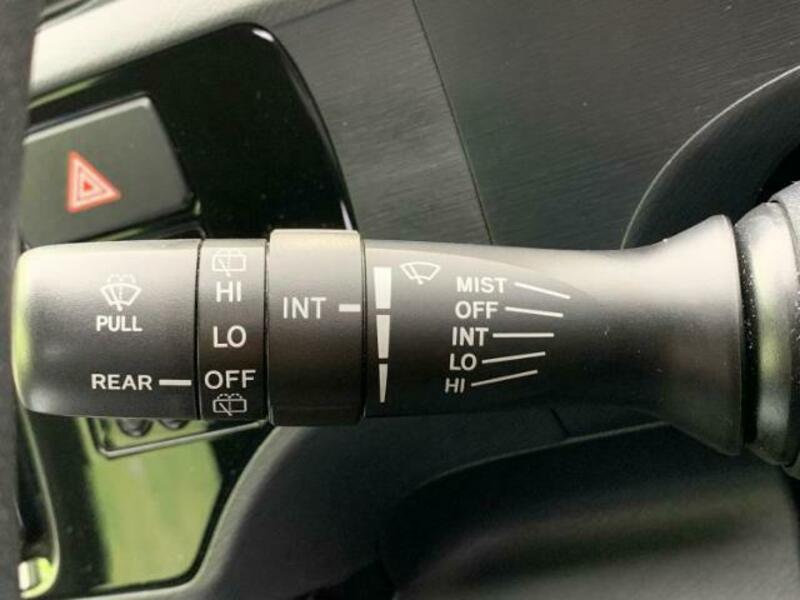 PULL
REAR
HI
LO
OFF
INT
MIST
OFF
INT
LO
HI